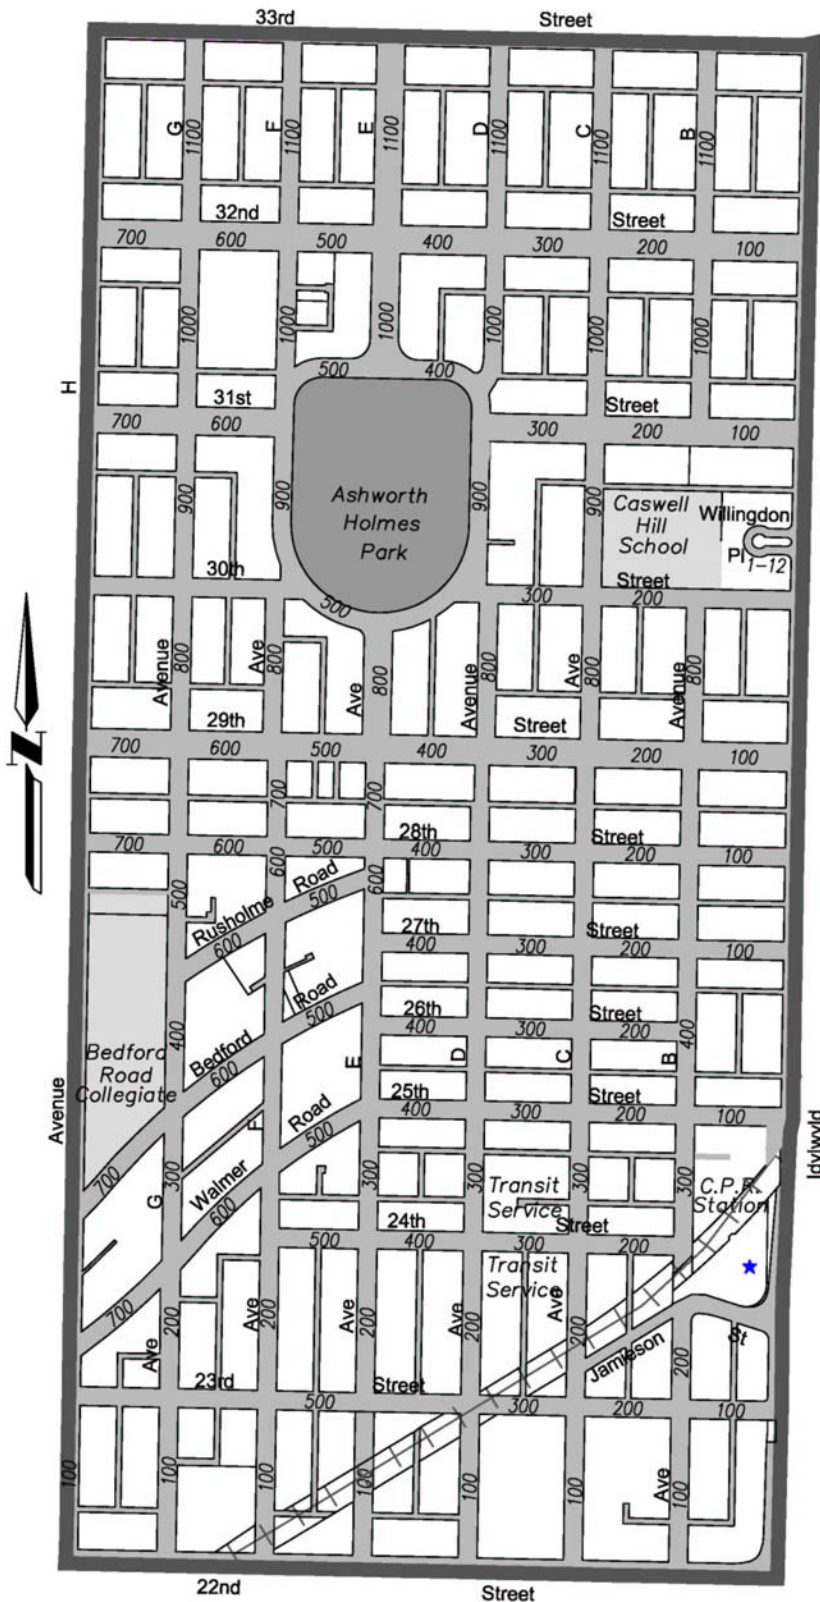 33rd Street
G F E D C B
1100 1100 1100 1100 1100 1100
32nd Street
700 600 500 400 300 200 100
1000 1000 1000 1000 1000 1000
500 400
H
31st Street
700 600 300 200 100
900 900 900 900
Ashworth
Holmes
Park
Caswell
Hill
School
Willingdon
Pl 1-12
30th Street
500 300 200
800 800 800 800 800 800
Avenue Ave Ave Avenue Ave Avenue
29th Street
700 600 500 400 300 200 100
700 700
N
28th Street
700 600 500 400 300 200 100
500 600 600
Rusholme Road
600 500
27th Street
400 300 200 100
Bedford Road
600 500
26th Street
400 300 200
400 400
Bedford
Road
Collegiate
E D C B
25th Street
400 300 200 100
Avenue
Idylwyld
Walmer Road
600 500
700
F
G
300 300 300 300 300
Transit
Service
C.P.R.
Station
24th Street
500 400 300 200
Transit
Service
700
200 200 200 200 200 200
Ave Ave Ave Ave
Jamieson St
23rd Street
500 300 200 100
100 100 100 100 100 100
Ave
22nd Street